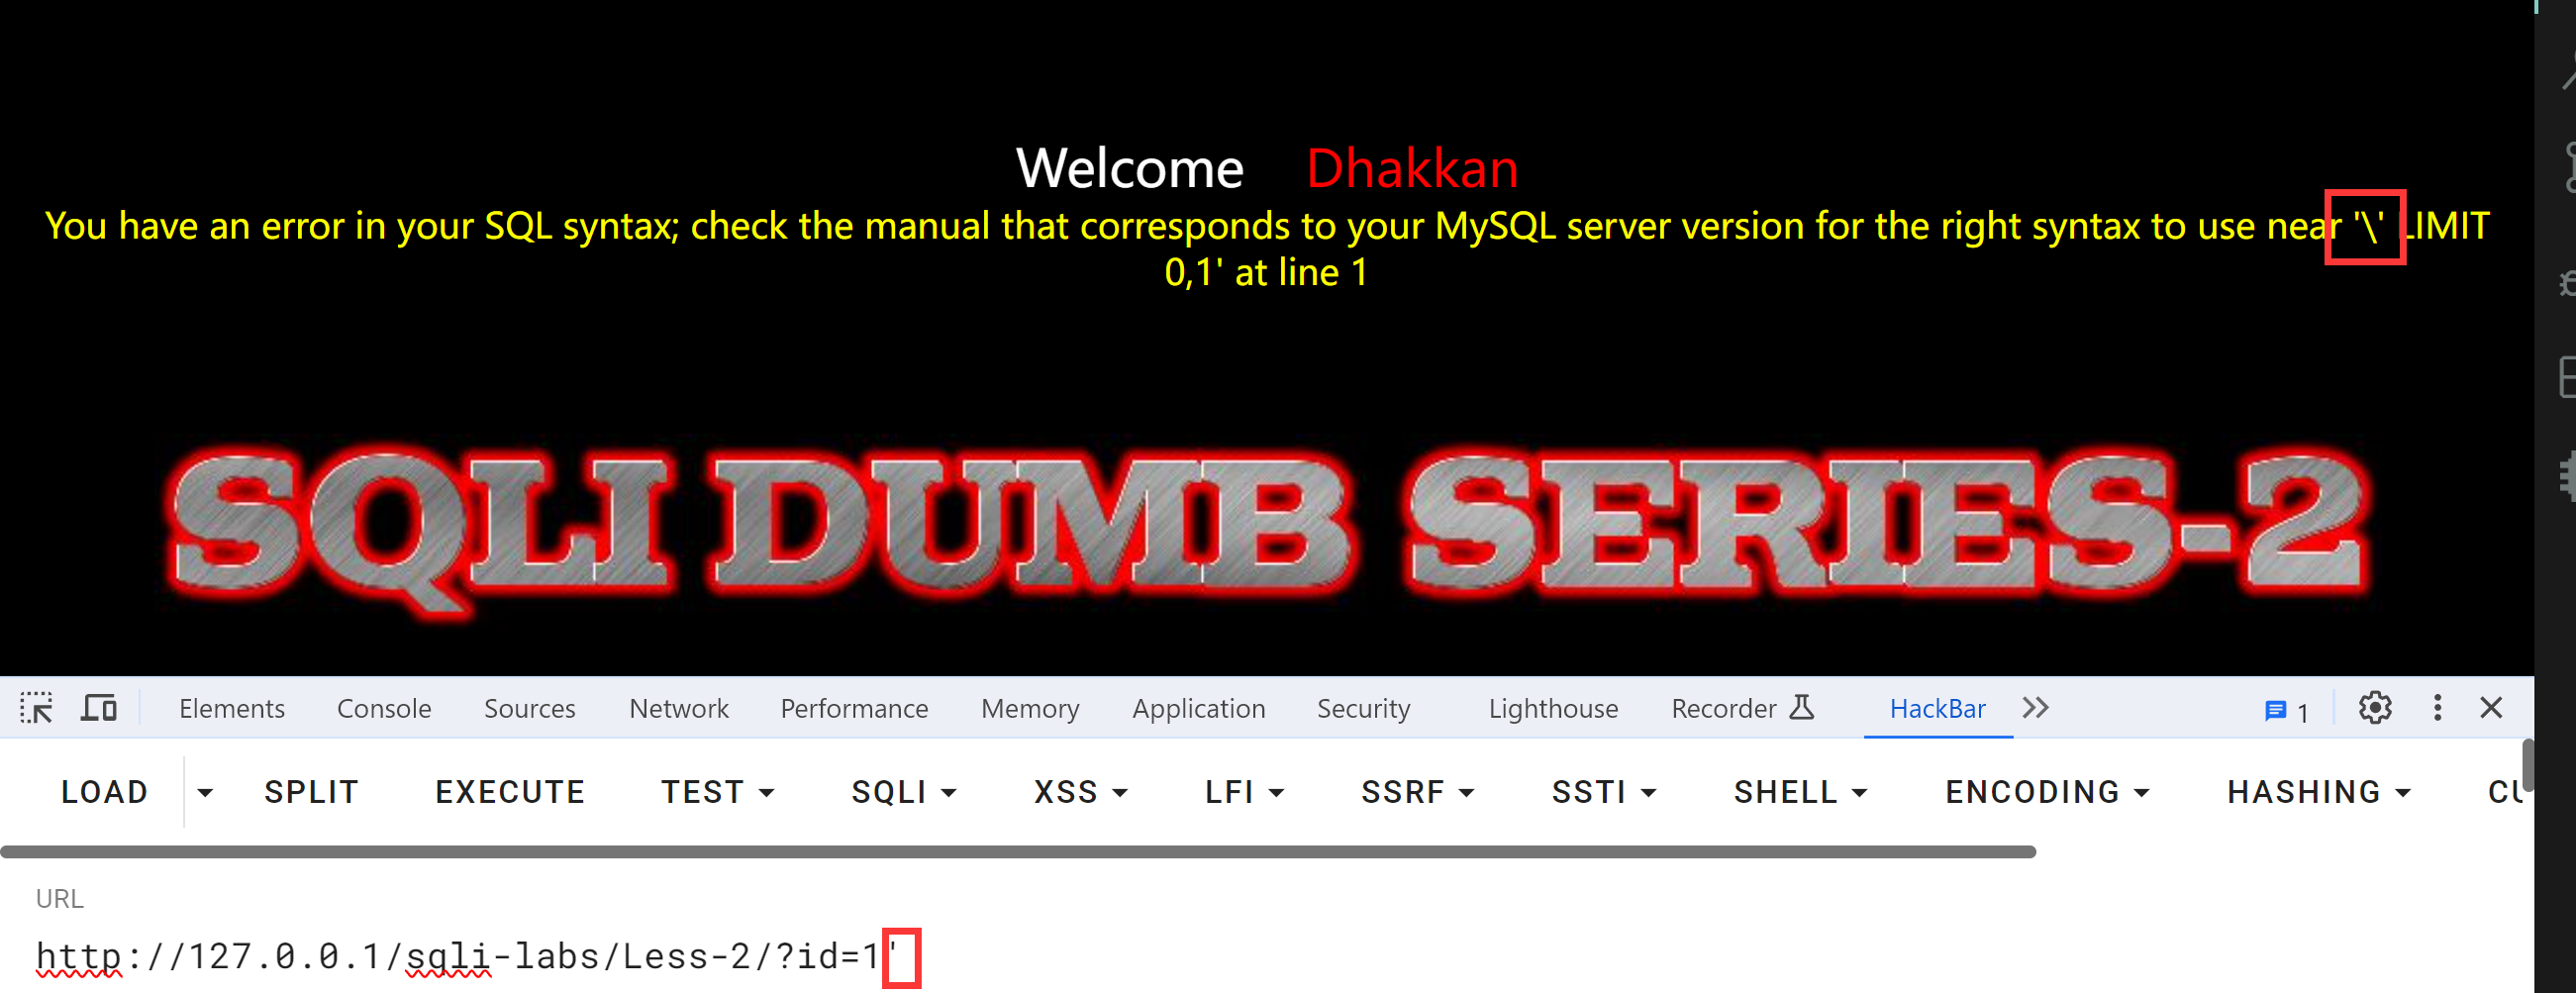 Welcome Dhakkan
You have an error in your SQL syntax; check the manual that corresponds to your MySQL server version for the right syntax to use near '\' LIMIT
0,1' at line 1
SQLI DUMB SERIES-2
Elements Console Sources Network Performance Memory Application Security Lighthouse Recorder HackBar 1
LOAD SPLIT EXECUTE TEST SQLI XSS LFI SSRF SSTI SHELL ENCODING HASHING
URL
http://127.0.0.1/sqli-labs/Less-2/?id=1'